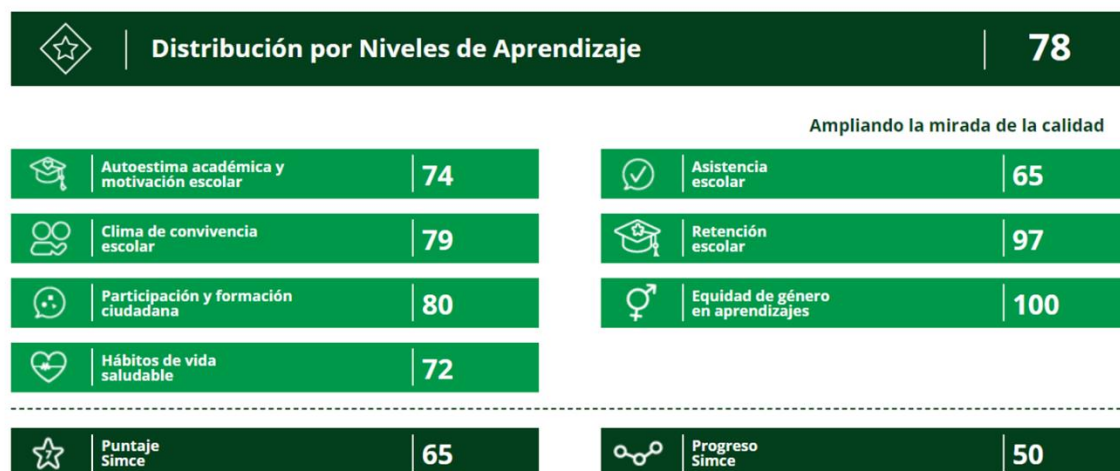 Distribución por Niveles de Aprendizaje 78
Ampliando la mirada de la calidad
Autoestima académica y
motivación escolar
74
Asistencia
escolar
65
Clima de convivencia
escolar
79
Retención
escolar
97
Participación y formación
ciudadana
80
Equidad de género
en aprendizajes
100
Hábitos de vida
saludable
72
Puntaje
Simce
65
Progreso
Simce
50